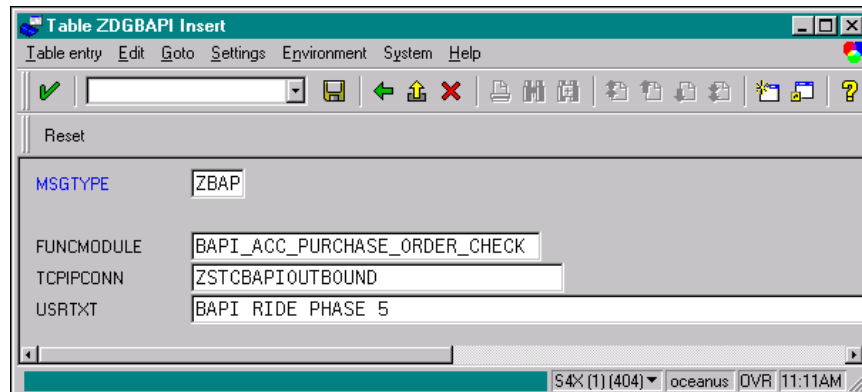 Table ZDGBAPI Insert
Table entry Edit Goto Settings Environment System Help
Reset
MSGTYPE ZBAP
FUNCMODULE BAPI_ACC_PURCHASE_ORDER_CHECK
TCPIPCONN ZSTCBAPIOUTBOUND
USRTXT BAPI RIDE PHASE 5
S4X (1) (404) oceanus OVR 11:11AM